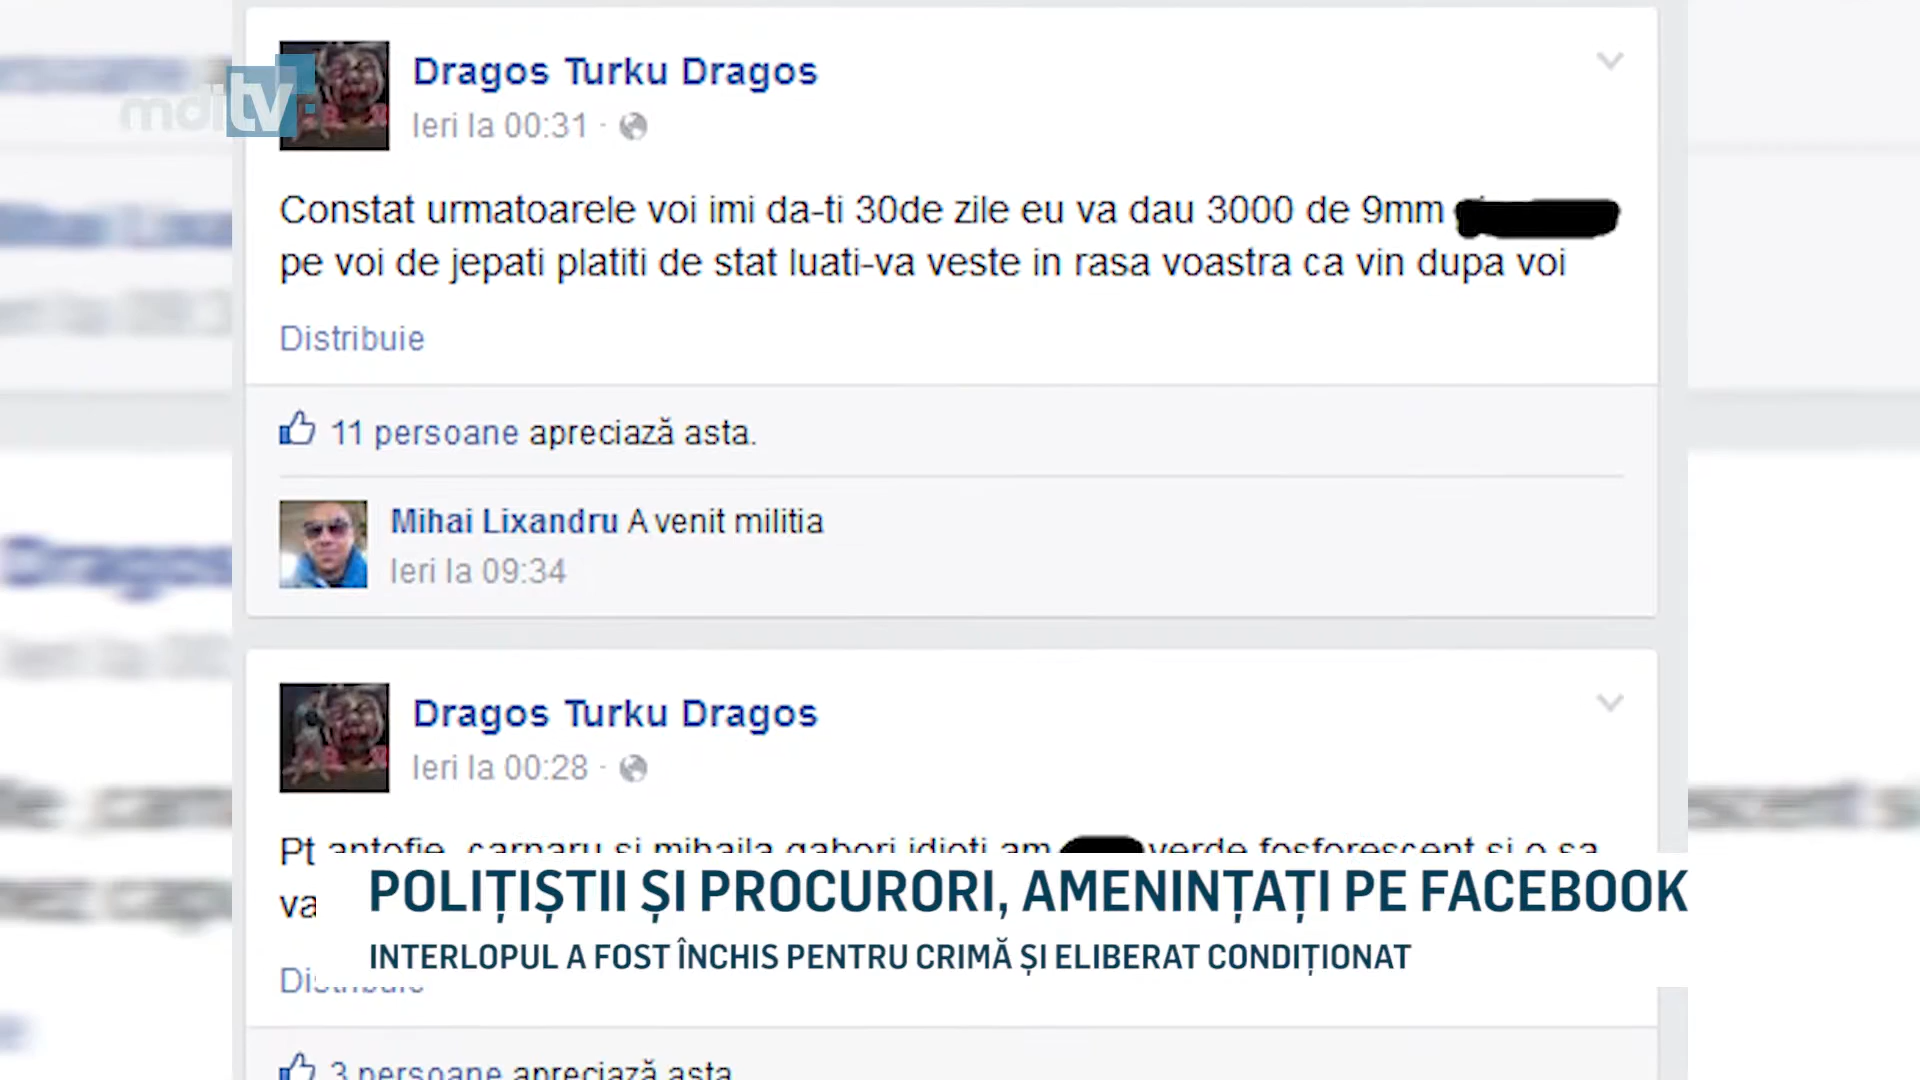 mditv
Dragos Turku Dragos
Ieri la 00:31 ·
Constat urmatoarele voi imi da-ti 30de zile eu va dau 3000 de 9mm
pe voi de jepati platiti de stat luati-va veste in rasa voastra ca vin dupa voi
Distribuie
11 persoane apreciază asta.
Mihai Lixandru A venit militia
Ieri la 09:34
Dragos Turku Dragos
Ieri la 00:28 ·
Pt antofie, carnaru si mihaila gabori idioti am verde fosforescent si o sa
va
POLIȚIȘTII ȘI PROCURORI, AMENINȚAȚI PE FACEBOOK
INTERLOPUL A FOST ÎNCHIS PENTRU CRIMĂ ȘI ELIBERAT CONDIȚIONAT
Distribuie
3 persoane apreciază asta